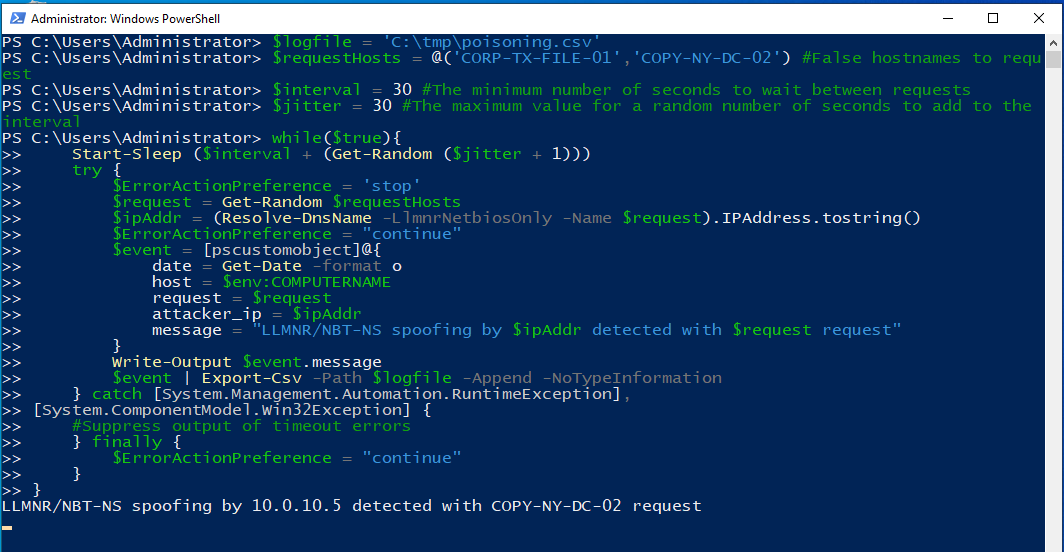 Administrator: Windows PowerShell
PS C:\Users\Administrator> $logfile = 'C:\tmp\poisoning.csv'
PS C:\Users\Administrator> $requestHosts = @('CORP-TX-FILE-01','COPY-NY-DC-02') #False hostnames to requ
est
PS C:\Users\Administrator> $interval = 30 #The minimum number of seconds to wait between requests
PS C:\Users\Administrator> $jitter = 30 #The maximum value for a random number of seconds to add to the
interval
PS C:\Users\Administrator> while($true){
>>     Start-Sleep ($interval + (Get-Random ($jitter + 1)))
>>     try {
>>         $ErrorActionPreference = 'stop'
>>         $request = Get-Random $requestHosts
>>         $ipAddr = (Resolve-DnsName -LlmnrNetbiosOnly -Name $request).IPAddress.tostring()
>>         $ErrorActionPreference = "continue"
>>         $event = [pscustomobject]@{
>>             date = Get-Date -format o
>>             host = $env:COMPUTERNAME
>>             request = $request
>>             attacker_ip = $ipAddr
>>             message = "LLMNR/NBT-NS spoofing by $ipAddr detected with $request request"
>>         }
>>         Write-Output $event.message
>>         $event | Export-Csv -Path $logfile -Append -NoTypeInformation
>>     } catch [System.Management.Automation.RuntimeException],
>> [System.ComponentModel.Win32Exception] {
>>     #Suppress output of timeout errors
>>     } finally {
>>         $ErrorActionPreference = "continue"
>>     }
>> }
LLMNR/NBT-NS spoofing by 10.0.10.5 detected with COPY-NY-DC-02 request